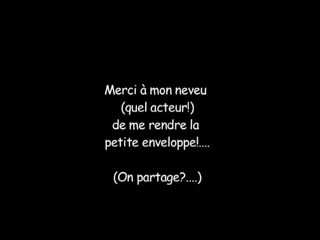 Merci à mon neveu
(quel acteur!)
de me rendre la
petite enveloppe!....
(On partage?....)